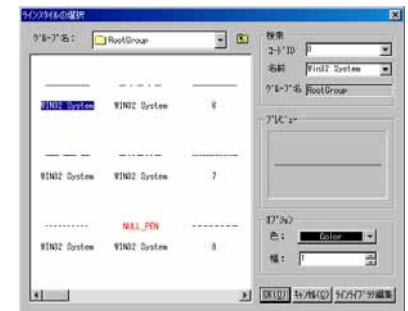 ラインスタイルの選択
ｸﾞﾙｰﾌﾟ名： RootGroup
WIN32 System WIN32 System 6
WIN32 System WIN32 System 7
NULL_PEN
WIN32 System WIN32 System 8
検索
ｺｰﾄﾞID 0
名前 Win32 System
ｸﾞﾙｰﾌﾟ名 RootGroup
ﾌﾟﾚﾋﾞｭｰ
ｵﾌﾟｼｮﾝ
色： Color
幅： 1
OK(O) ｷｬﾝｾﾙ(C) ﾗｲﾝﾗｲﾌﾞﾗﾘ編集